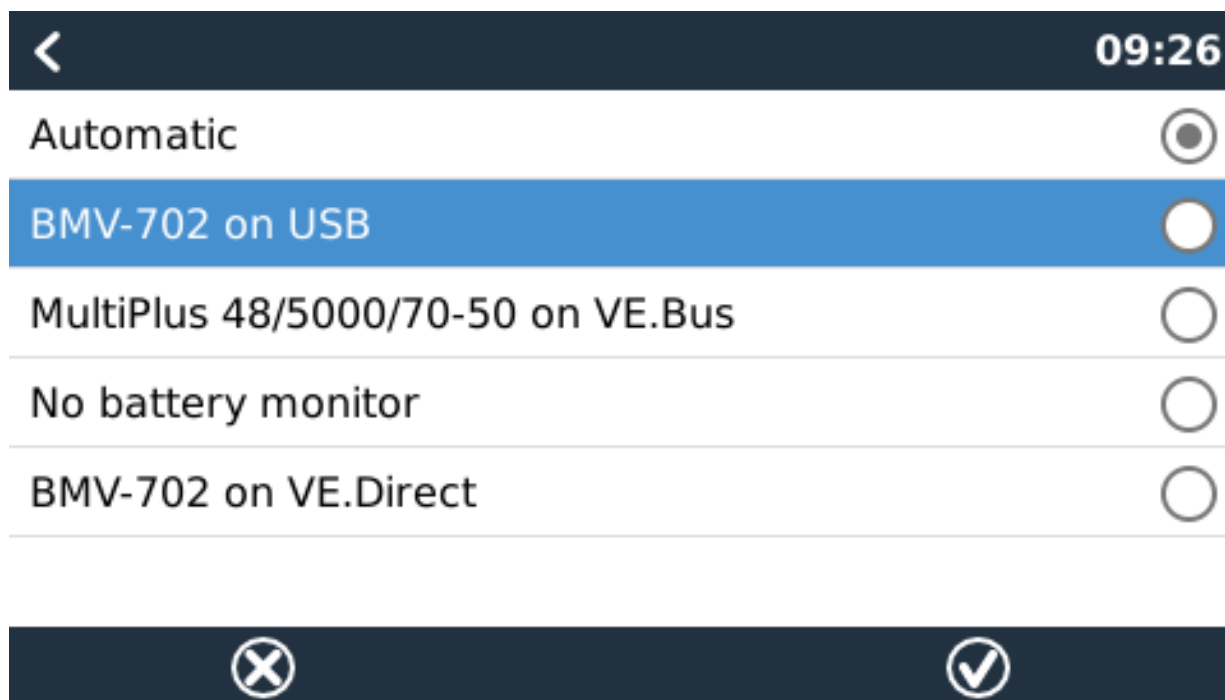 09:26
Automatic
BMV-702 on USB
MultiPlus 48/5000/70-50 on VE.Bus
No battery monitor
BMV-702 on VE.Direct